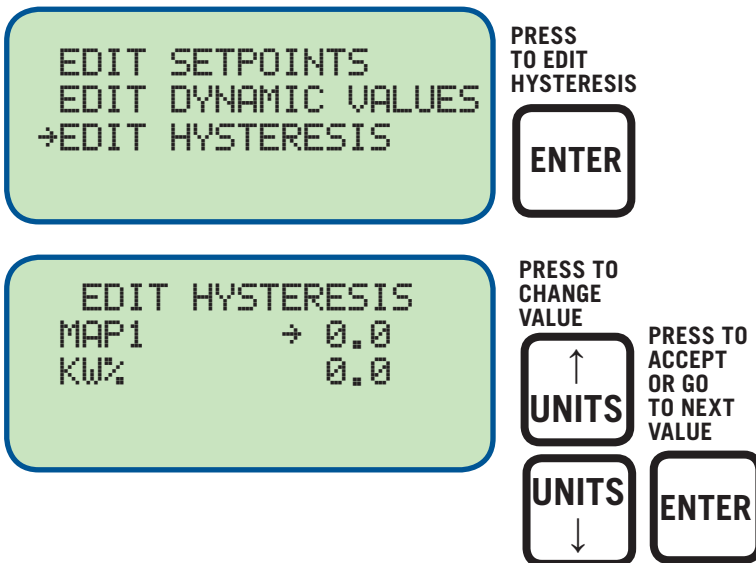 EDIT SETPOINTS
EDIT DYNAMIC VALUES
→EDIT HYSTERESIS
PRESS
TO EDIT
HYSTERESIS
ENTER
EDIT HYSTERESIS
MAP1 → 0.0
KW% 0.0
PRESS TO
CHANGE
VALUE
↑
UNITS
UNITS
↓
PRESS TO
ACCEPT
OR GO
TO NEXT
VALUE
ENTER